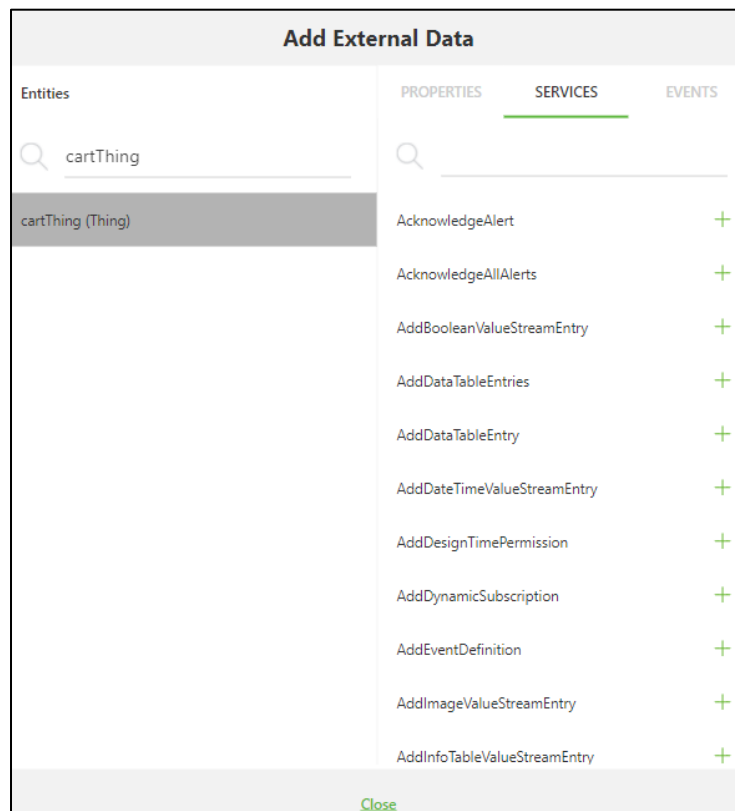 Add External Data
Entities
PROPERTIES SERVICES EVENTS
cartThing
cartThing (Thing)
AcknowledgeAlert
AcknowledgeAllAlerts
AddBooleanValueStreamEntry
AddDataTableEntries
AddDataTableEntry
AddDateTimeValueStreamEntry
AddDesignTimePermission
AddDynamicSubscription
AddEventDefinition
AddImageValueStreamEntry
AddInfoTableValueStreamEntry
Close